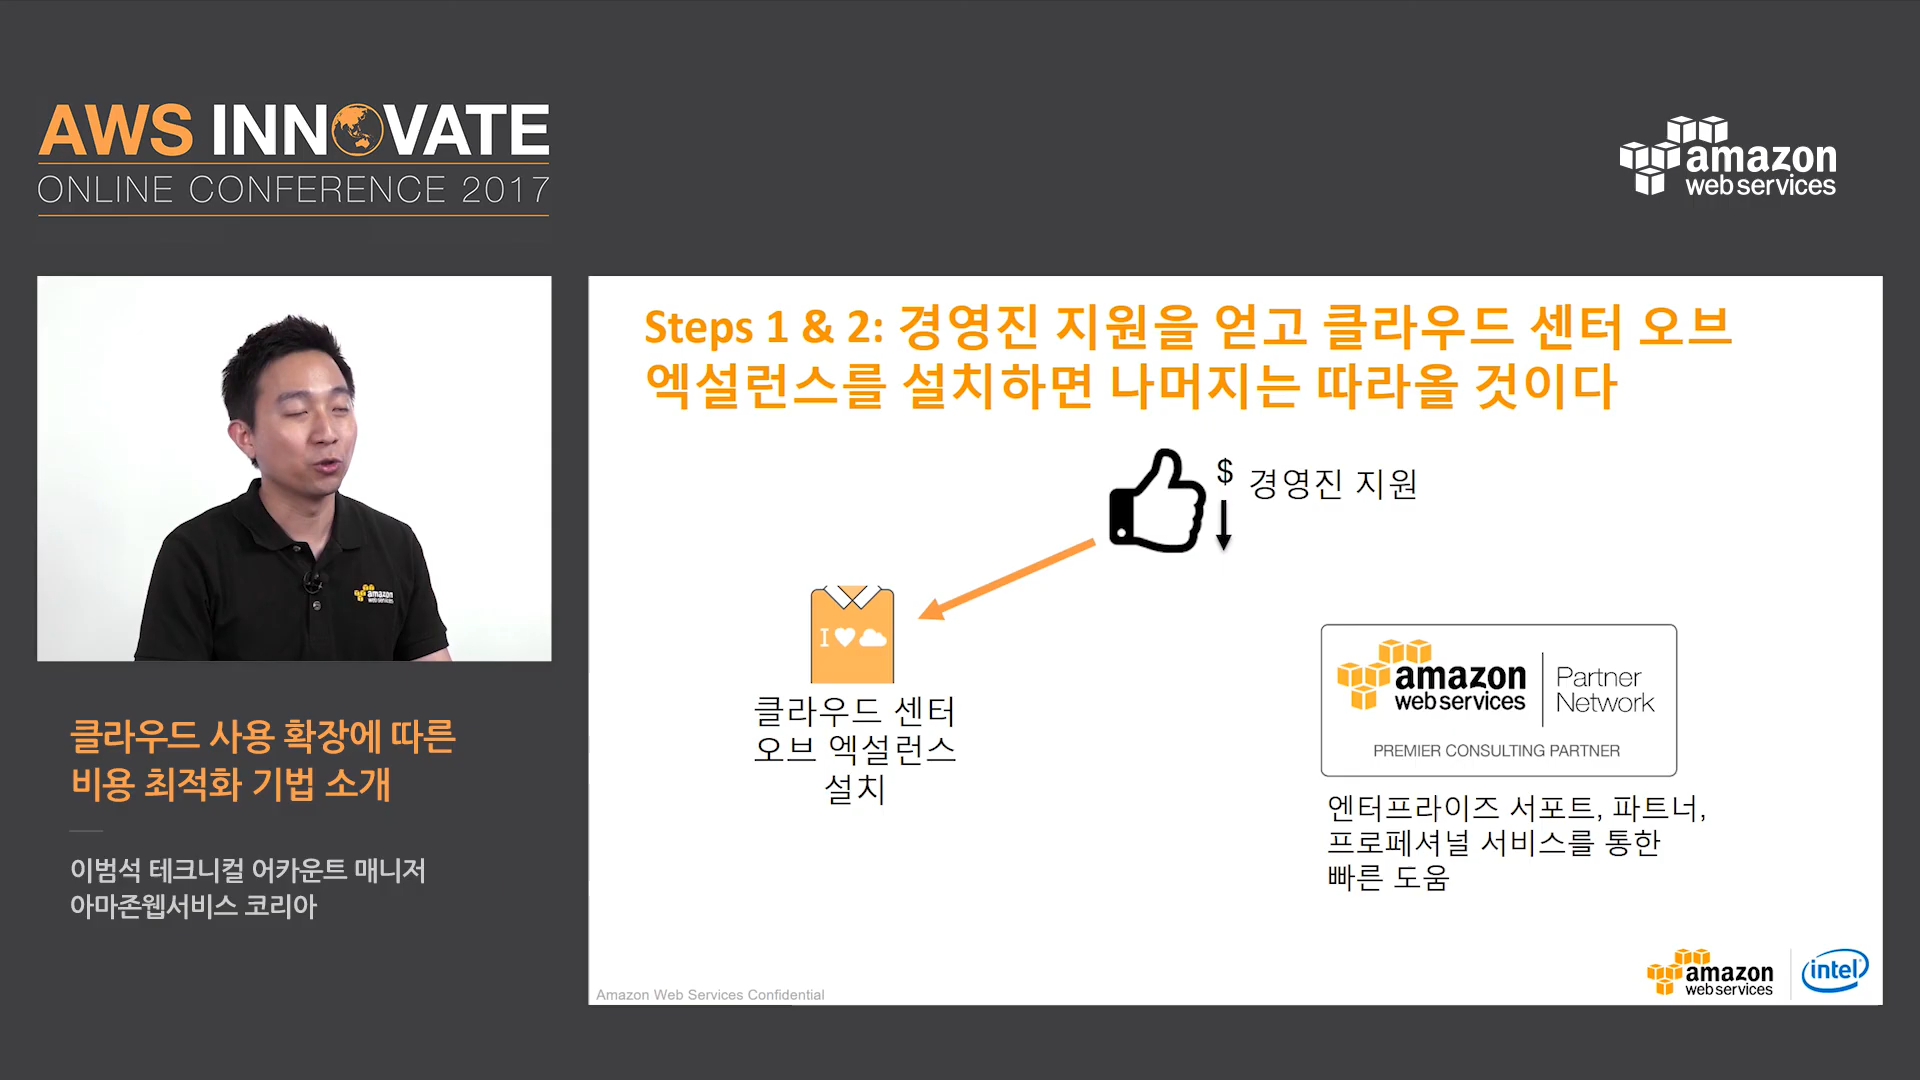 AWS INNOVATE
ONLINE CONFERENCE 2017
amazon
web services
amazon
web services
클라우드 사용 확장에 따른
비용 최적화 기법 소개
이범석 테크니컬 어카운트 매니저
아마존웹서비스 코리아
Steps 1 & 2: 경영진 지원을 얻고 클라우드 센터 오브
엑설런스를 설치하면 나머지는 따라올 것이다
$ 경영진 지원
I
클라우드 센터
오브 엑설런스
설치
amazon
web services
Partner
Network
PREMIER CONSULTING PARTNER
엔터프라이즈 서포트, 파트너,
프로페셔널 서비스를 통한
빠른 도움
Amazon Web Services Confidential
amazon
web services
intel